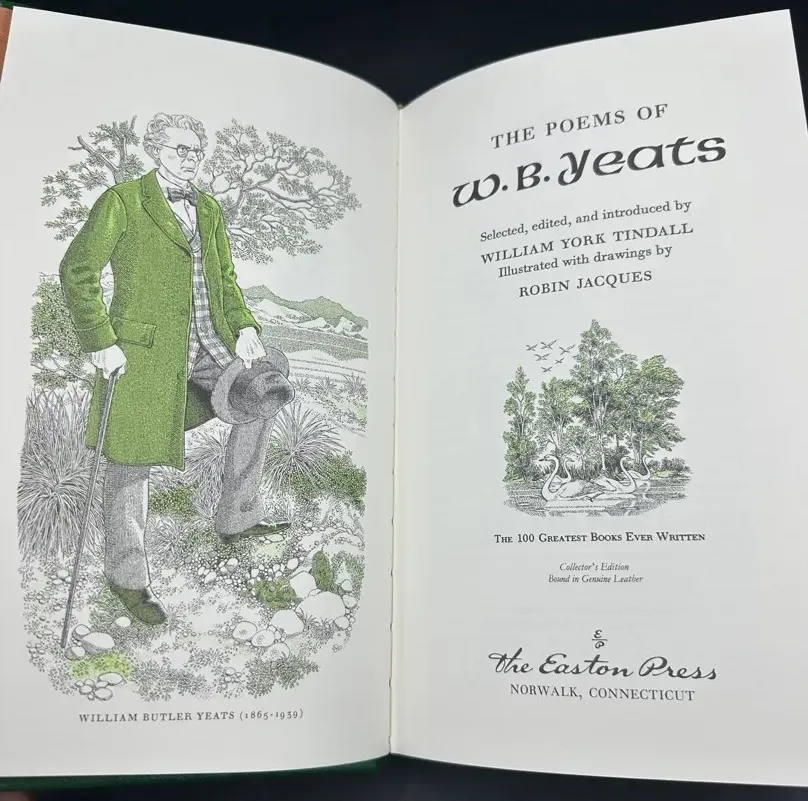 WILLIAM BUTLER YEATS (1865-1939)
THE POEMS OF
W. B. Yeats
Selected, edited, and introduced by
WILLIAM YORK TINDALL
Illustrated with drawings by
ROBIN JACQUES
THE 100 GREATEST BOOKS EVER WRITTEN
Collector's Edition
Bound in Genuine Leather
E
P
The Easton Press
NORWALK, CONNECTICUT